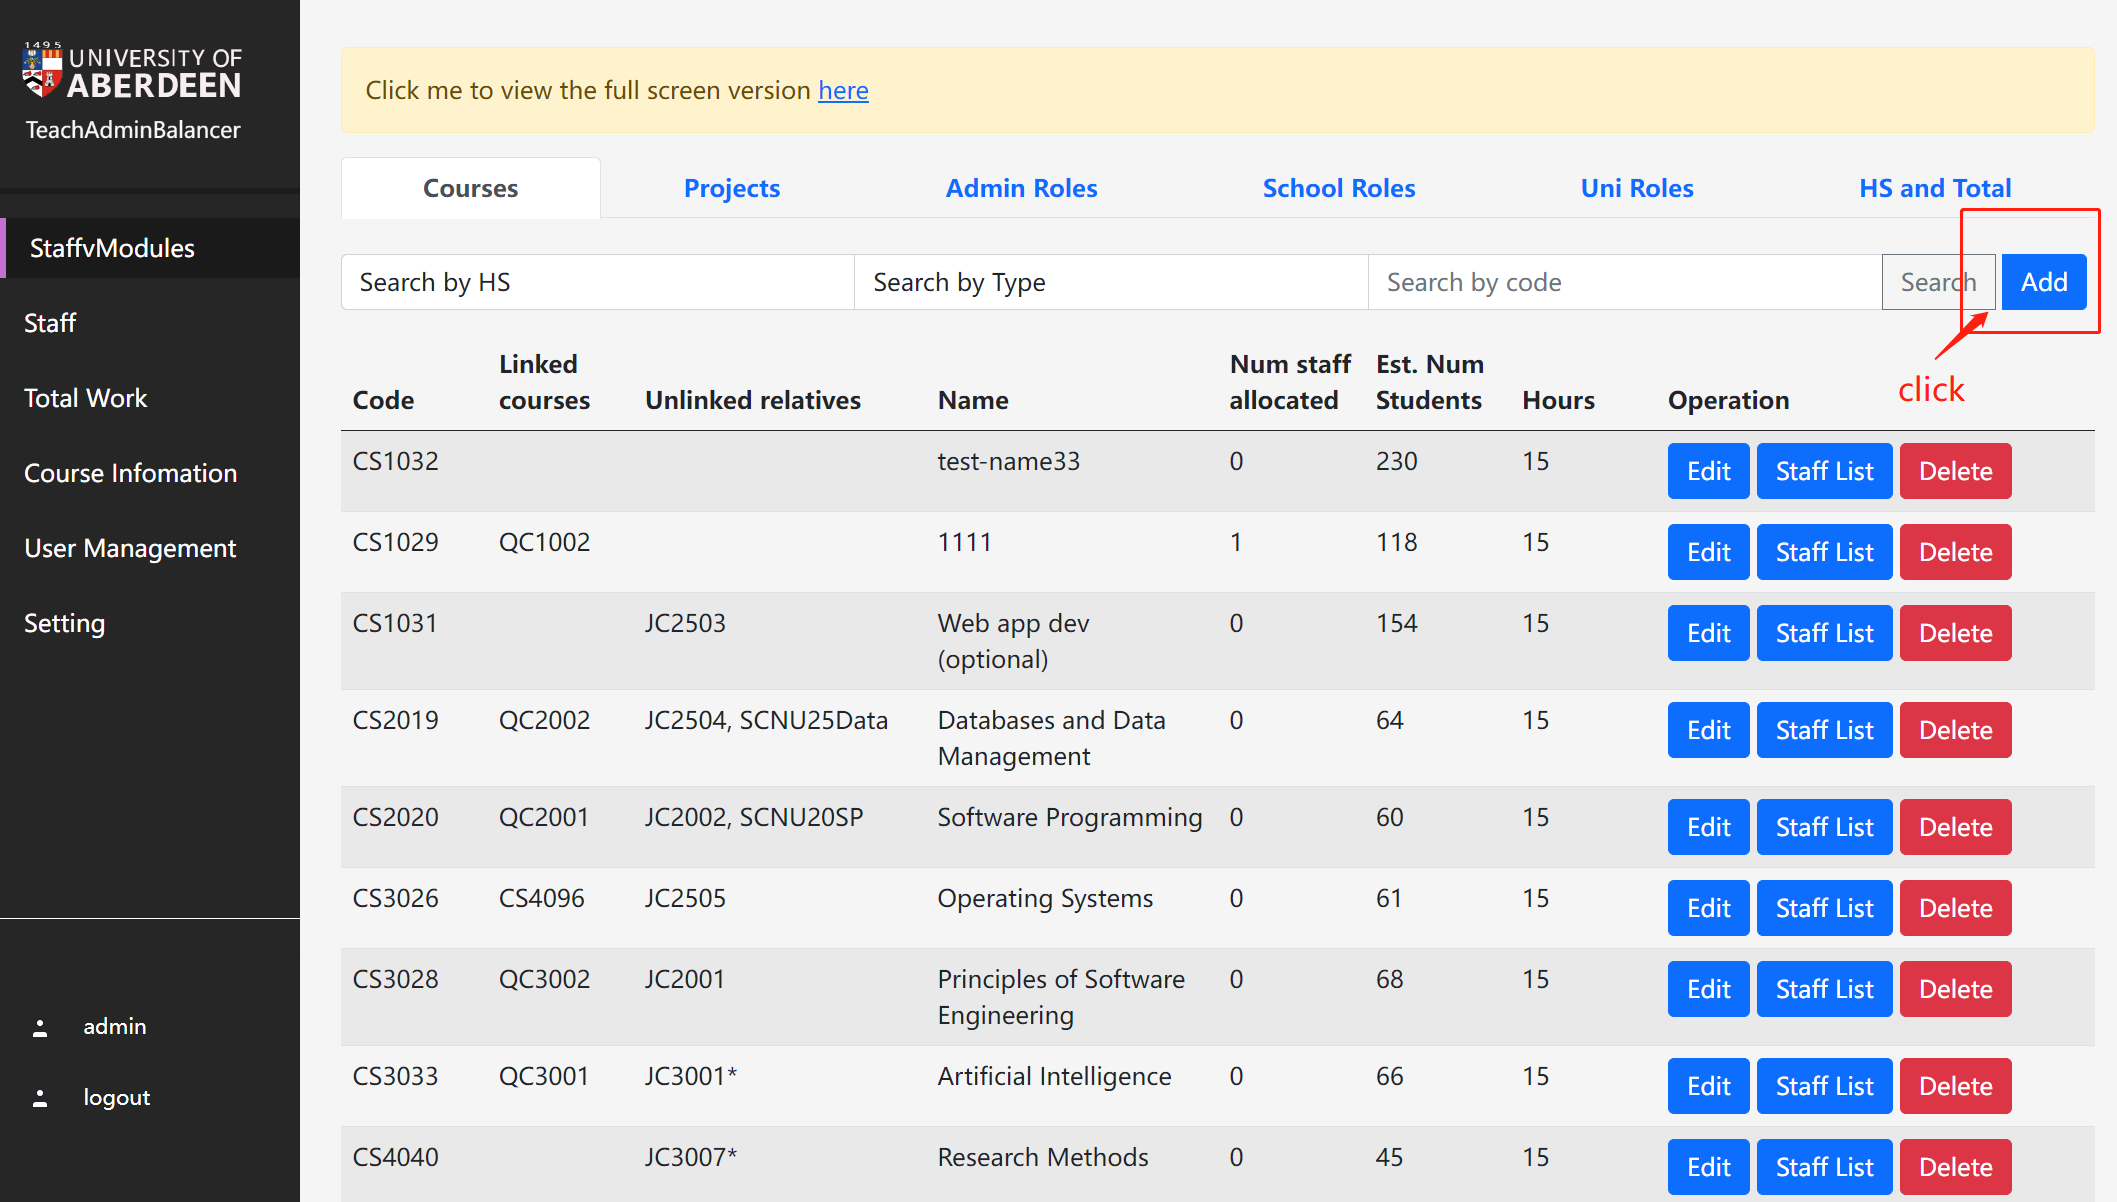 1495
UNIVERSITY OF
ABERDEEN
TeachAdminBalancer
StaffvModules
Staff
Total Work
Course Infomation
User Management
Setting
admin
logout
Click me to view the full screen version here
Courses Projects Admin Roles School Roles Uni Roles HS and Total
Search by HS Search by Type Search by code Search Add
click
Code Linked courses Unlinked relatives Name Num staff allocated Est. Num Students Hours Operation
CS1032 test-name33 0 230 15 Edit Staff List Delete
CS1029 QC1002 1111 1 118 15 Edit Staff List Delete
CS1031 JC2503 Web app dev (optional) 0 154 15 Edit Staff List Delete
CS2019 QC2002 JC2504, SCNU25Data Databases and Data Management 0 64 15 Edit Staff List Delete
CS2020 QC2001 JC2002, SCNU20SP Software Programming 0 60 15 Edit Staff List Delete
CS3026 CS4096 JC2505 Operating Systems 0 61 15 Edit Staff List Delete
CS3028 QC3002 JC2001 Principles of Software Engineering 0 68 15 Edit Staff List Delete
CS3033 QC3001 JC3001* Artificial Intelligence 0 66 15 Edit Staff List Delete
CS4040 JC3007* Research Methods 0 45 15 Edit Staff List Delete